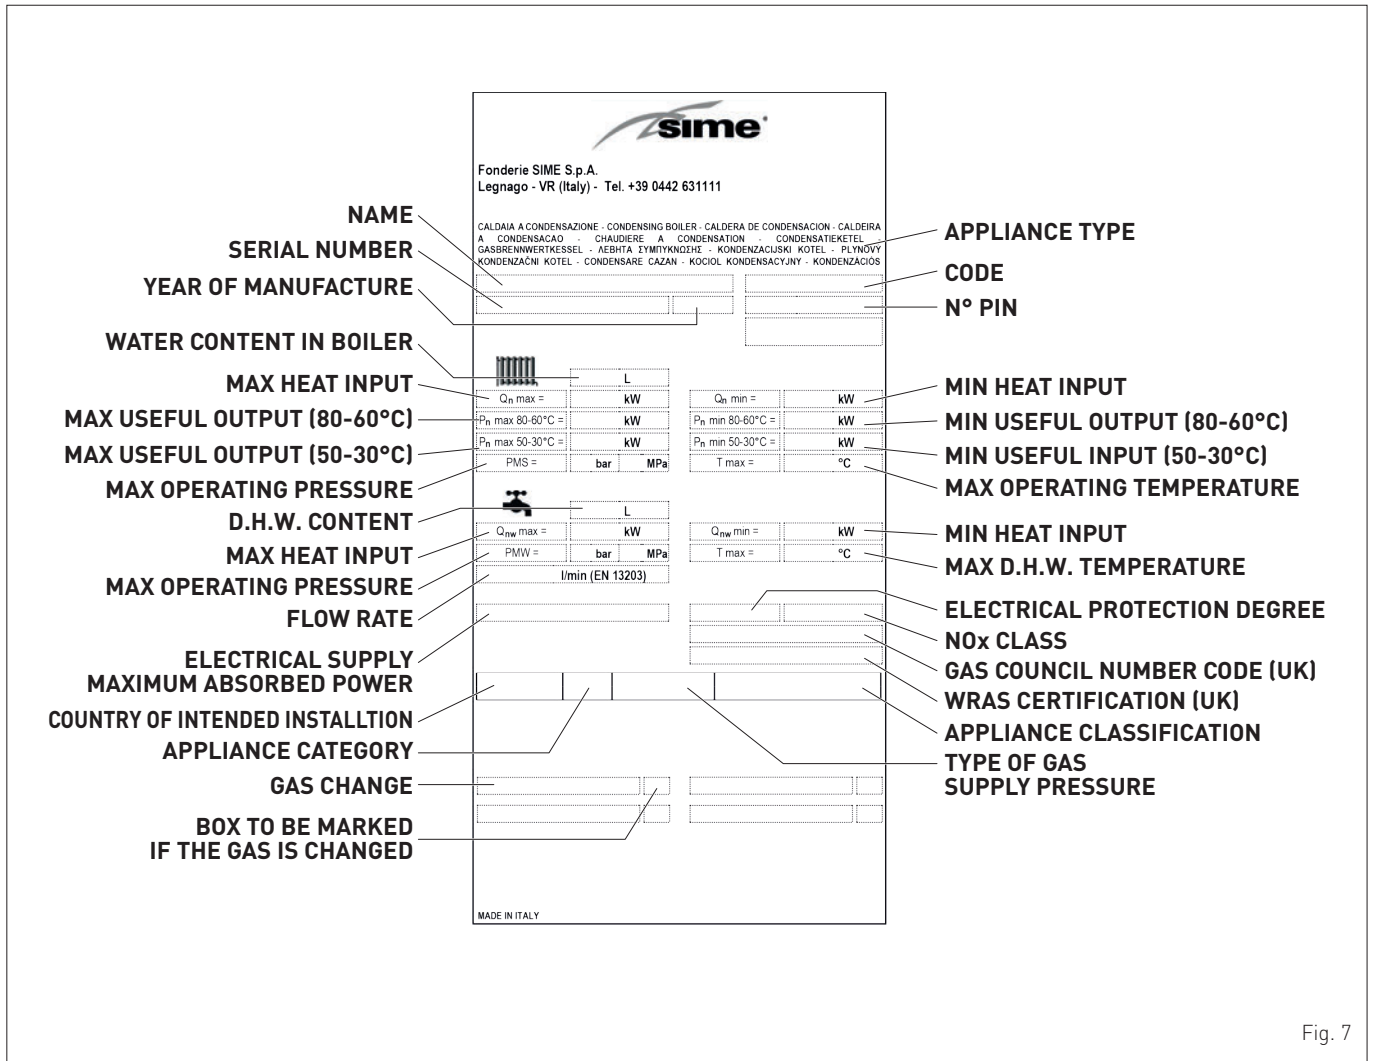 sime®
Fonderie SIME S.p.A.
Legnago - VR (Italy) - Tel. +39 0442 631111
CALDAIA A CONDENSAZIONE - CONDENSING BOILER - CALDERA DE CONDENSACION - CALDEIRA
A CONDENSACAO - CHAUDIERE A CONDENSATION - CONDENSATIEKETEL -
GASBRENNWERTKESSEL - ΛΕΒΗΤΑ ΣΥΜΠΥΚΝΩΣΗΣ - KONDENZACIJSKI KOTEL - PLYNOVÝ
KONDENZAČNI KOTEL - CONDENSARE CAZAN - KOCIOL KONDENSACYJNY - KONDENZÁCIÓS
NAME
SERIAL NUMBER
YEAR OF MANUFACTURE
WATER CONTENT IN BOILER
MAX HEAT INPUT
MAX USEFUL OUTPUT (80-60°C)
MAX USEFUL OUTPUT (50-30°C)
MAX OPERATING PRESSURE
D.H.W. CONTENT
MAX HEAT INPUT
MAX OPERATING PRESSURE
FLOW RATE
ELECTRICAL SUPPLY
MAXIMUM ABSORBED POWER
COUNTRY OF INTENDED INSTALLTION
APPLIANCE CATEGORY
GAS CHANGE
BOX TO BE MARKED
IF THE GAS IS CHANGED
L
Qn max = kW Qn min = kW
Pn max 80-60°C = kW Pn min 80-60°C = kW
Pn max 50-30°C = kW Pn min 50-30°C = kW
PMS = bar MPa T max = °C
L
Qnw max = kW Qnw min = kW
PMW = bar MPa T max = °C
l/min (EN 13203)
MADE IN ITALY
APPLIANCE TYPE
CODE
N° PIN
MIN HEAT INPUT
MIN USEFUL OUTPUT (80-60°C)
MIN USEFUL INPUT (50-30°C)
MAX OPERATING TEMPERATURE
MIN HEAT INPUT
MAX D.H.W. TEMPERATURE
ELECTRICAL PROTECTION DEGREE
NOx CLASS
GAS COUNCIL NUMBER CODE (UK)
WRAS CERTIFICATION (UK)
APPLIANCE CLASSIFICATION
TYPE OF GAS
SUPPLY PRESSURE
Fig. 7